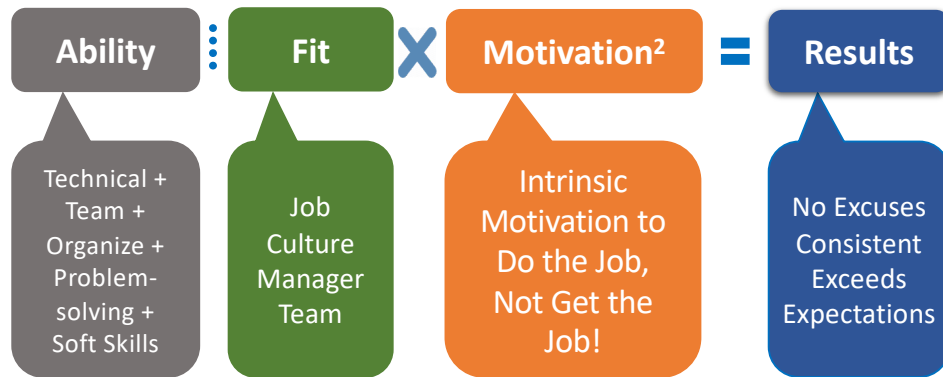 Ability
Fit
X
Motivation²
=
Results
Technical +
Team +
Organize +
Problem-
solving +
Soft Skills
Job
Culture
Manager
Team
Intrinsic
Motivation to
Do the Job,
Not Get the
Job!
No Excuses
Consistent
Exceeds
Expectations